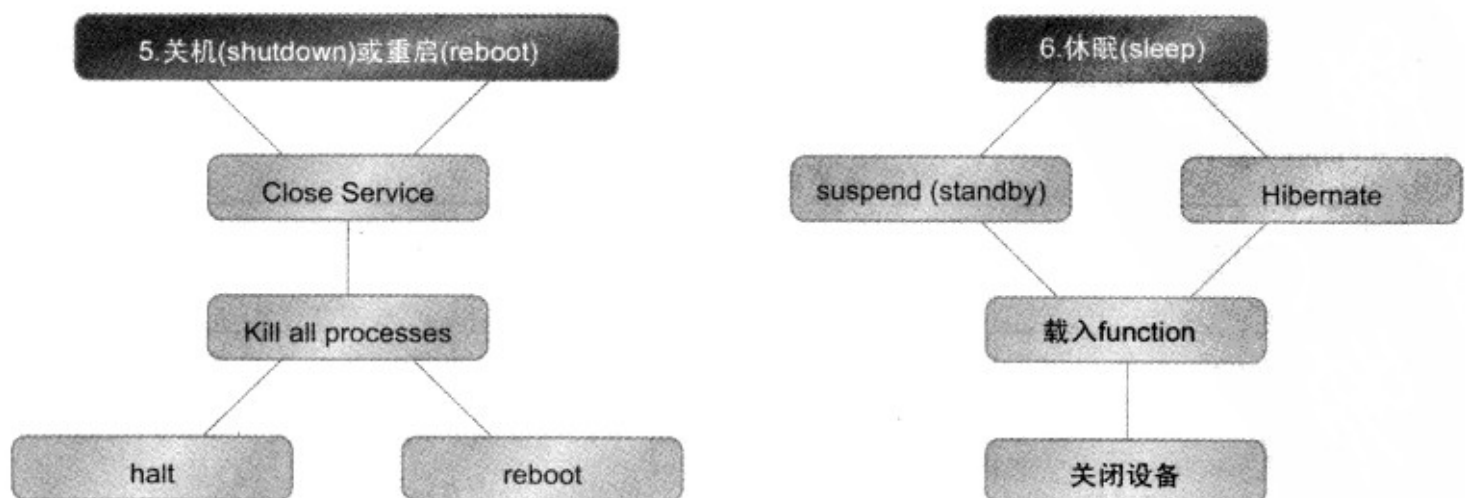 5.关机(shutdown)或重启(reboot)
Close Service
Kill all processes
halt
reboot
6.休眠(sleep)
suspend (standby)
Hibernate
载入function
关闭设备